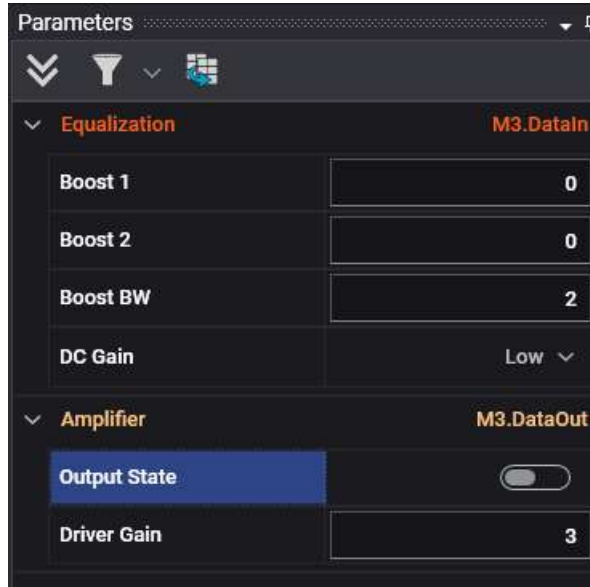 Parameters
Equalization M3.DataIn
Boost 1 0
Boost 2 0
Boost BW 2
DC Gain Low
Amplifier M3.DataOut
Output State
Driver Gain 3